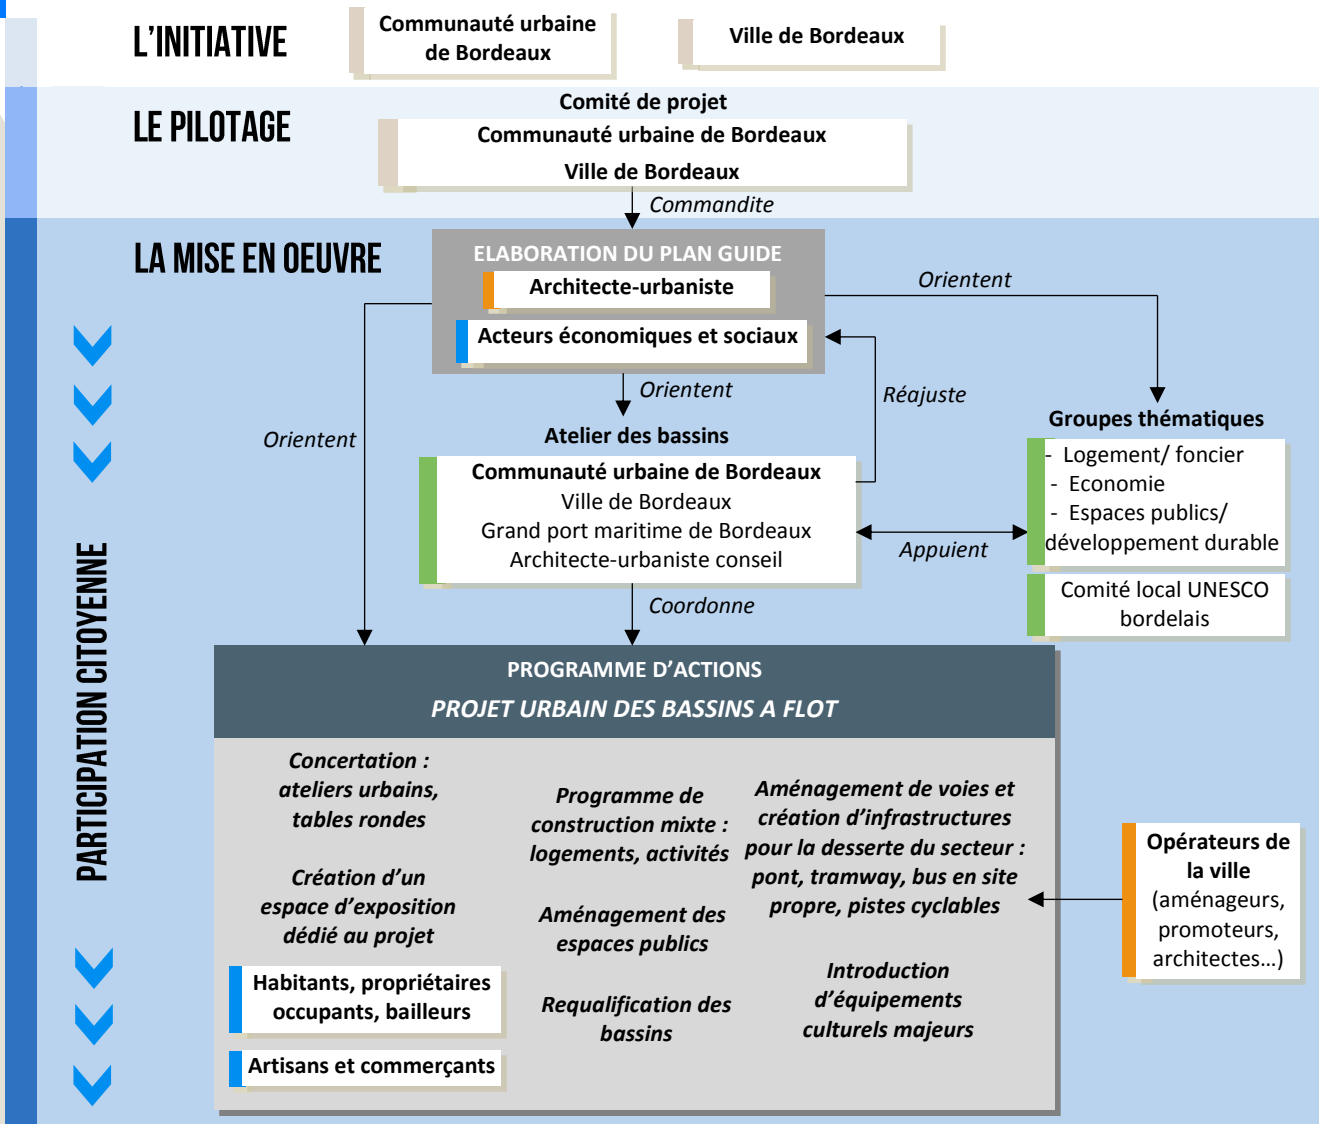 L'INITIATIVE
Communauté urbaine
de Bordeaux
Ville de Bordeaux
LE PILOTAGE
Comité de projet
Communauté urbaine de Bordeaux
Ville de Bordeaux
Commandite
LA MISE EN OEUVRE
ELABORATION DU PLAN GUIDE
Architecte-urbaniste
Acteurs économiques et sociaux
Orientent
Orientent
Orientent
Réajuste
Groupes thématiques
- Logement/ foncier
- Economie
- Espaces publics/
développement durable
Comité local UNESCO
bordelais
Atelier des bassins
Communauté urbaine de Bordeaux
Ville de Bordeaux
Grand port maritime de Bordeaux
Architecte-urbaniste conseil
Appuient
Coordonne
PARTICIPATION CITOYENNE
PROGRAMME D’ACTIONS
PROJET URBAIN DES BASSINS A FLOT
Concertation :
ateliers urbains,
tables rondes
Création d’un
espace d’exposition
dédié au projet
Habitants, propriétaires
occupants, bailleurs
Artisans et commerçants
Programme de
construction mixte :
logements, activités
Aménagement des
espaces publics
Requalification des
bassins
Aménagement de voies et
création d’infrastructures
pour la desserte du secteur :
pont, tramway, bus en site
propre, pistes cyclables
Introduction
d’équipements
culturels majeurs
Opérateurs de
la ville
(aménageurs,
promoteurs,
architectes…)